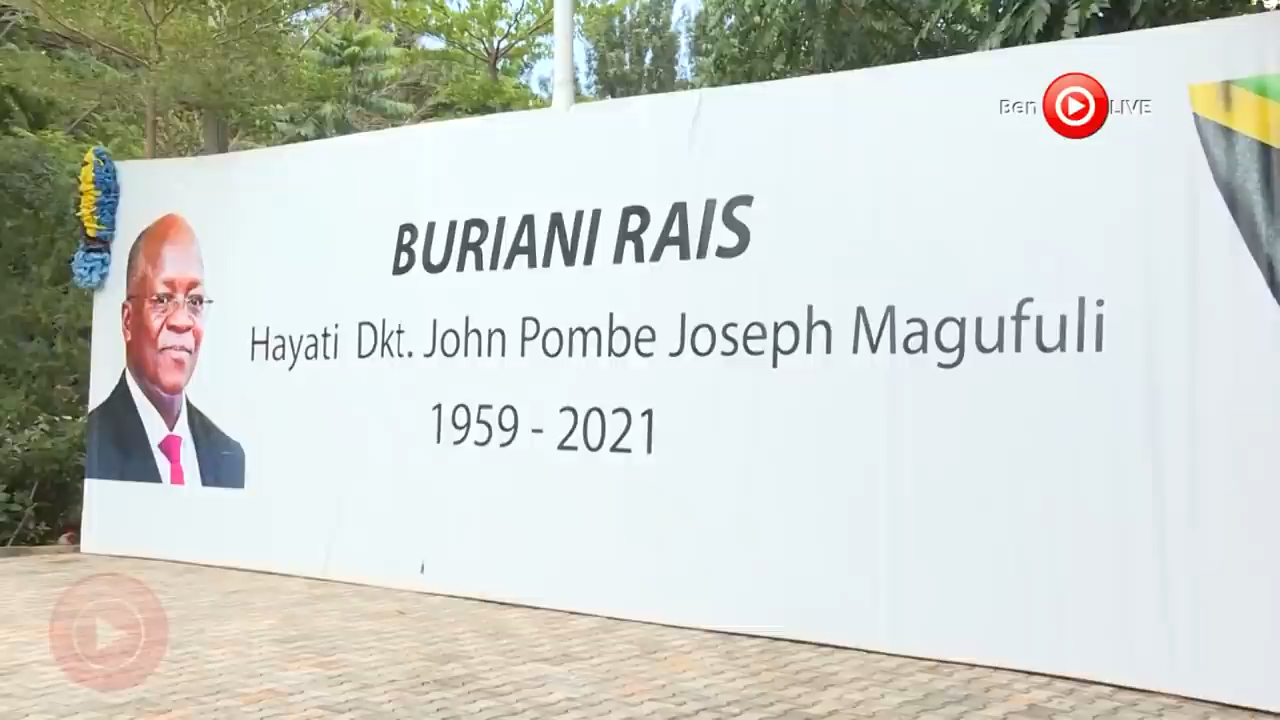 Ben LIVE
BURIANI RAIS
Hayati Dkt. John Pombe Joseph Magufuli
1959 - 2021